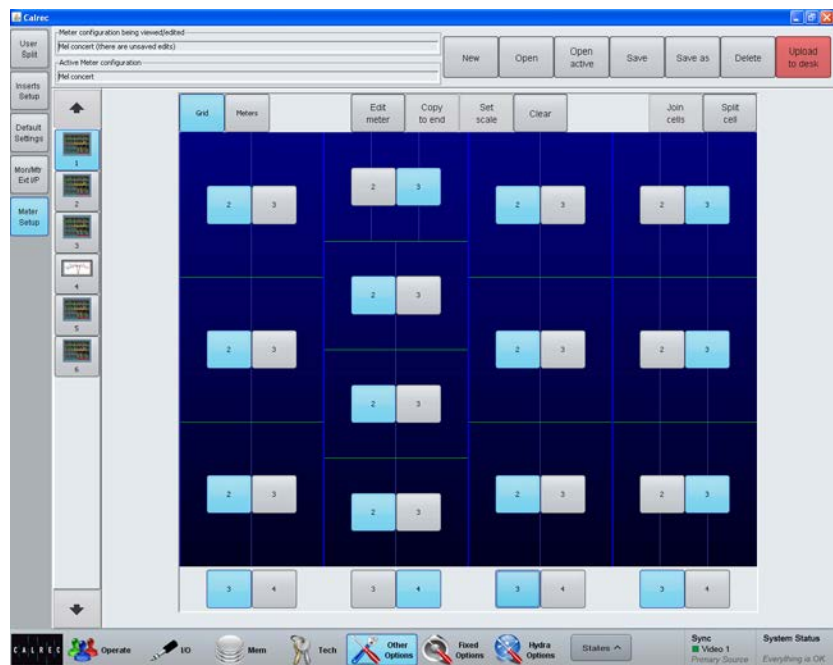 Calrec
User Split
Meter configuration being viewed/edited
Mel concert (there are unsaved edits)
Active Meter configuration
Mel concert
New
Open
Open active
Save
Save as
Delete
Upload to desk
Inserts Setup
Default Settings
Mon/Mtr Ext I/P
Meter Setup
1
2
3
4
5
6
Grid
Meters
Edit meter
Copy to end
Set scale
Clear
Join cells
Split cell
2 3
2 3
2 3
2 3
2 3
2 3
2 3
2 3
2 3
2 3
2 3
2 3
2 3
3 4
3 4
3 4
3 4
CALREC
Operate
I/O
Mem
Tech
Other Options
Fixed Options
Hydra Options
States
Sync
Video 1
Primary Source
System Status
Everything is OK